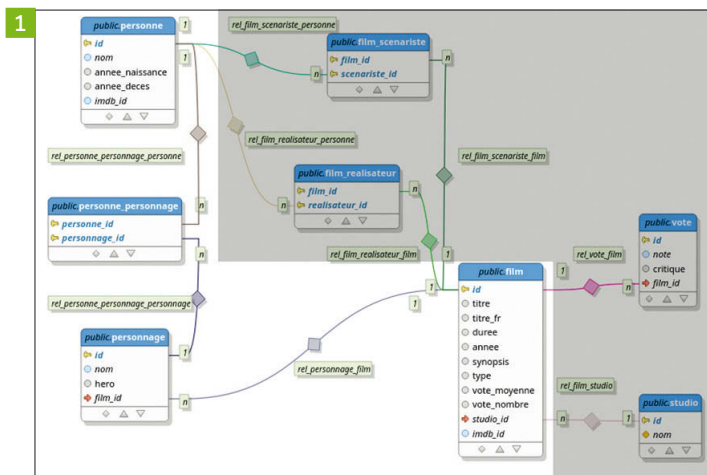 1
public.personne
id
nom
annee_naissance
annee_deces
imdb_id
1
1
rel_film_scenariste_personne
public.film_scenariste
film_id
scenariste_id
n
n
rel_film_realisateur_personne
rel_personne_personnage_personne
rel_film_scenariste_film
public.film_realisateur
film_id
realisateur_id
n
n
public.personne_personnage
personne_id
personnage_id
n
n
rel_film_realisateur_film
1
public.film
id
titre
titre_fr
duree
annee
synopsis
type
vote_moyenne
vote_nombre
studio_id
imdb_id
1
1
1
rel_vote_film
n
public.vote
id
note
critique
film_id
rel_personne_personnage_personnage
public.personnage
id
nom
hero
film_id
1
n
rel_personnage_film
rel_film_studio
n
1
public.studio
id
nom